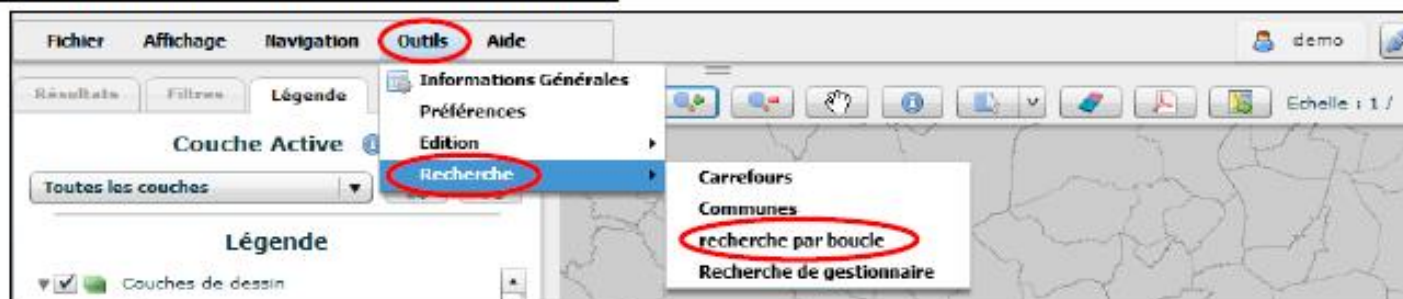 Fichier Affichage Navigation Outils Aide demo
Informations Générales
Résultats Filtres Légende Echelle : 1 /
Préférences
Couche Active Edition
Toutes les couches Recherche
Carrefours
Communes
Légende recherche par boucle
Recherche de gestionnaire
Couches de dessin